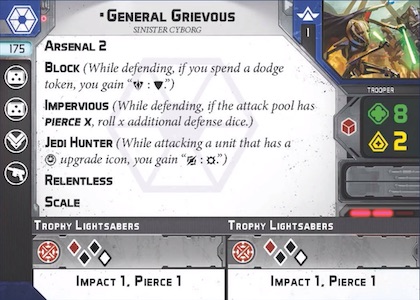 • General Grievous
Sinister Cyborg
175
1
Arsenal 2
Block (While defending, if you spend a dodge
token, you gain “ : .”)
Impervious (While defending, if the attack pool has
Pierce X, roll x additional defense dice.)
Jedi Hunter (While attacking a unit that has a
upgrade icon, you gain “ : .”)
Relentless
Scale
Trooper
8
2
Trophy Lightsabers
Impact 1, Pierce 1
Trophy Lightsabers
Impact 1, Pierce 1